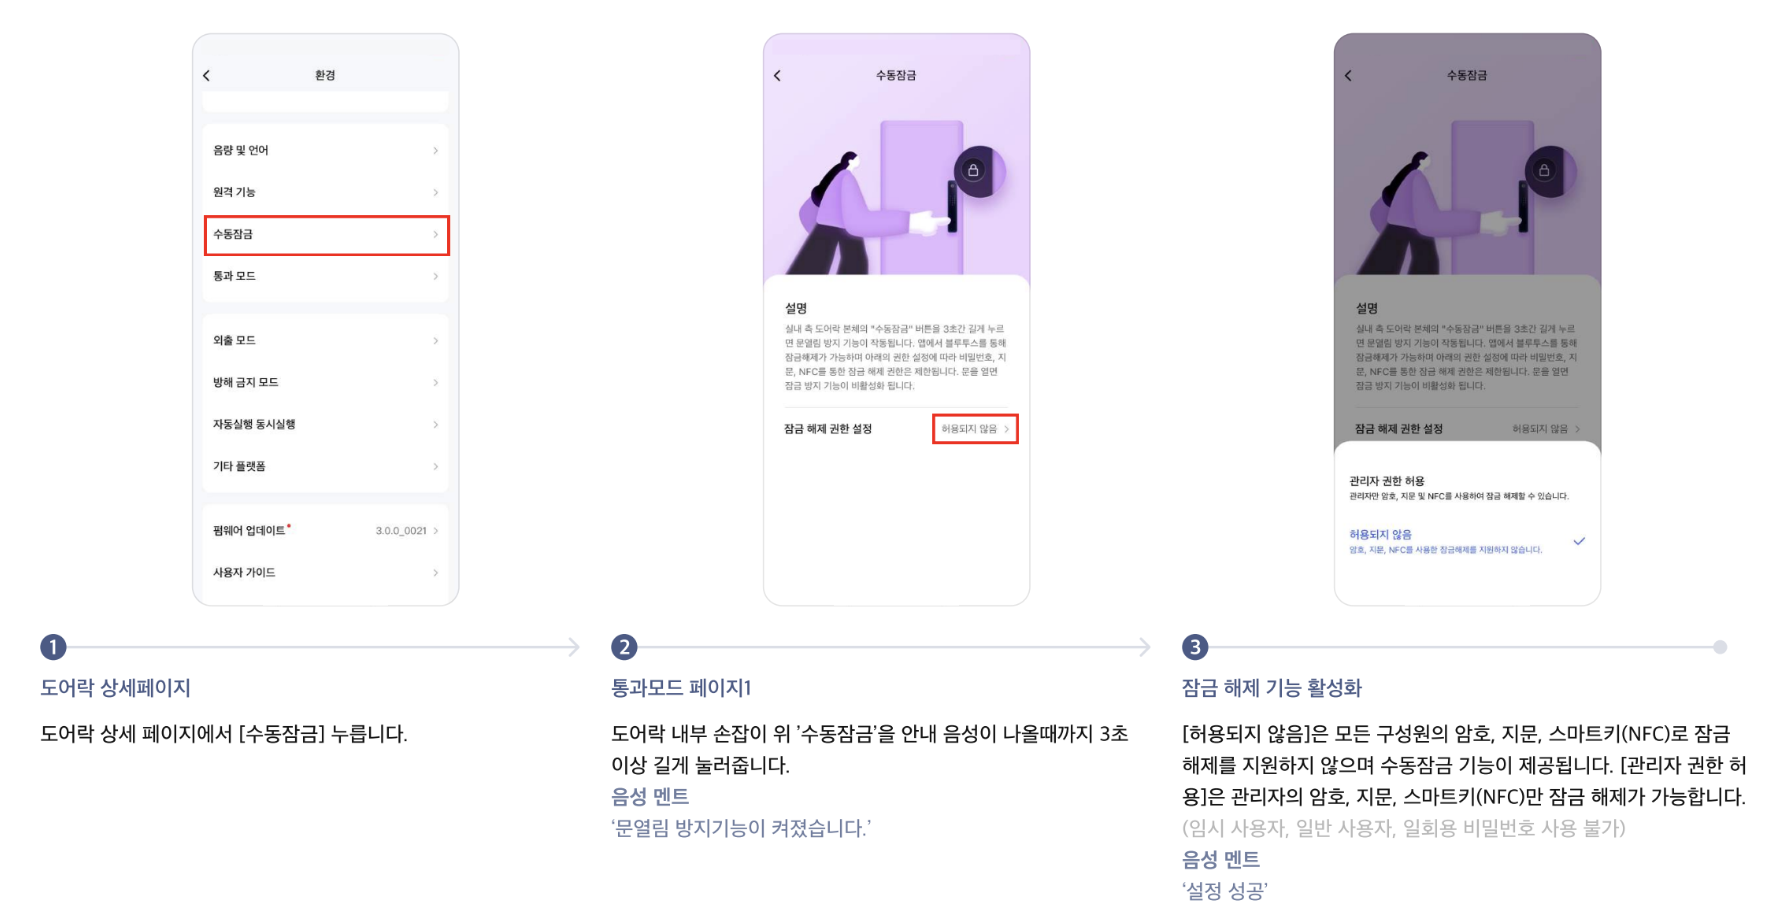 환경
음량 및 언어
원격 기능
수동잠금
통과 모드
외출 모드
방해 금지 모드
자동실행 동시실행
기타 플랫폼
펌웨어 업데이트 3.0.0_0021
사용자 가이드
1
도어락 상세페이지
도어락 상세 페이지에서 [수동잠금] 누릅니다.
수동잠금
설명
실내 측 도어락 본체의 "수동잠금" 버튼을 3초간 길게 누르
면 문열림 방지 기능이 작동됩니다. 앱에서 블루투스를 통해
잠금해제가 가능하며 아래의 권한 설정에 따라 비밀번호, 지
문, NFC를 통한 잠금 해제 권한은 제한됩니다. 문을 열면
잠금 방지 기능이 비활성화 됩니다.
잠금 해제 권한 설정 허용되지 않음
2
통과모드 페이지1
도어락 내부 손잡이 위 '수동잠금'을 안내 음성이 나올때까지 3초
이상 길게 눌러줍니다.
음성 멘트
‘문열림 방지기능이 켜졌습니다.’
수동잠금
설명
실내 측 도어락 본체의 "수동잠금" 버튼을 3초간 길게 누르
면 문열림 방지 기능이 작동됩니다. 앱에서 블루투스를 통해
잠금해제가 가능하며 아래의 권한 설정에 따라 비밀번호, 지
문, NFC를 통한 잠금 해제 권한은 제한됩니다. 문을 열면
잠금 방지 기능이 비활성화 됩니다.
잠금 해제 권한 설정 허용되지 않음
관리자 권한 허용
관리자만 암호, 지문 및 NFC를 사용하여 잠금 해제할 수 있습니다.
허용되지 않음
암호, 지문, NFC를 사용한 잠금해제를 지원하지 않습니다.
3
잠금 해제 기능 활성화
[허용되지 않음]은 모든 구성원의 암호, 지문, 스마트키(NFC)로 잠금
해제를 지원하지 않으며 수동잠금 기능이 제공됩니다. [관리자 권한 허
용]은 관리자의 암호, 지문, 스마트키(NFC)만 잠금 해제가 가능합니다.
(임시 사용자, 일반 사용자, 일회용 비밀번호 사용 불가)
음성 멘트
‘설정 성공’